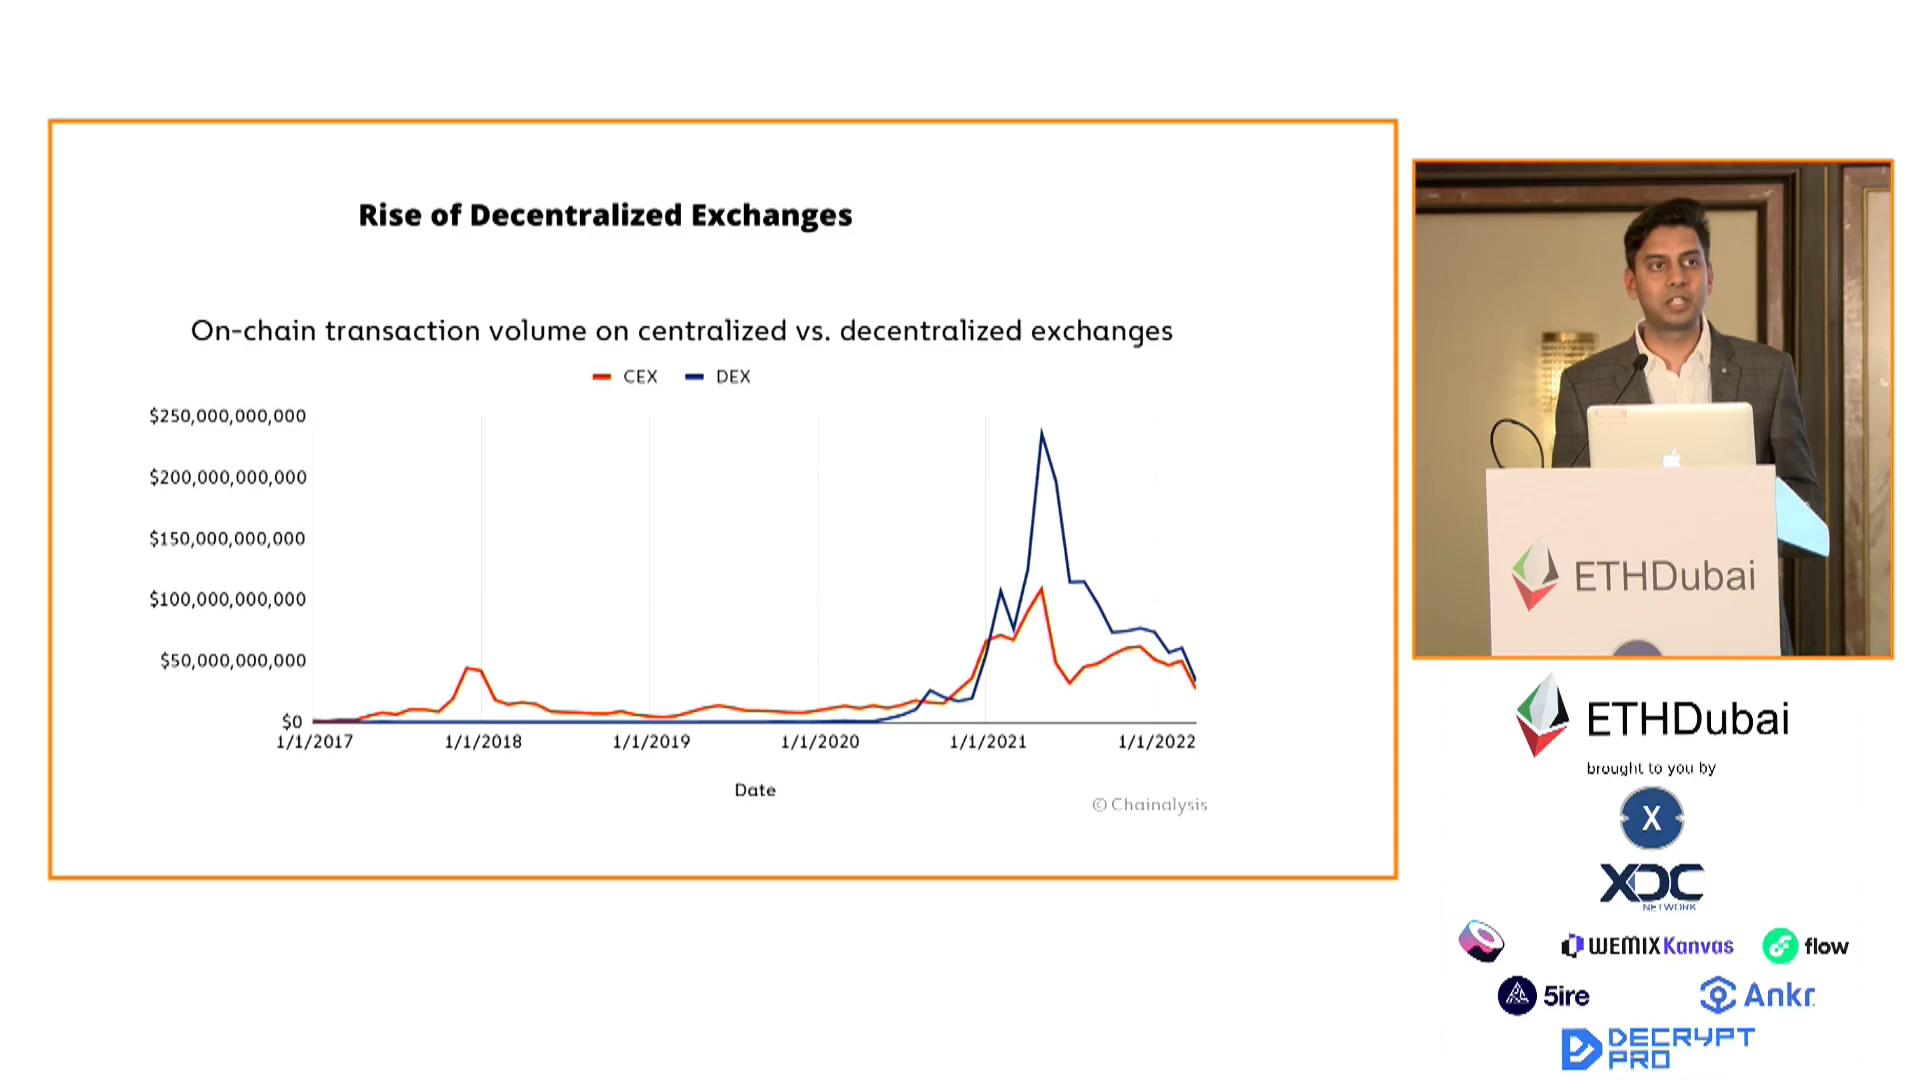 Rise of Decentralized Exchanges
On-chain transaction volume on centralized vs. decentralized exchanges
CEX DEX
$250,000,000,000
$200,000,000,000
$150,000,000,000
$100,000,000,000
$50,000,000,000
$0
1/1/2017 1/1/2018 1/1/2019 1/1/2020 1/1/2021 1/1/2022
Date
© Chainalysis
ETHDubai
ETHDubai
brought to you by
X
XDC
NETWORK
WEMIX Kanvas flow
5ire Ankr
DECRYPT
PRO